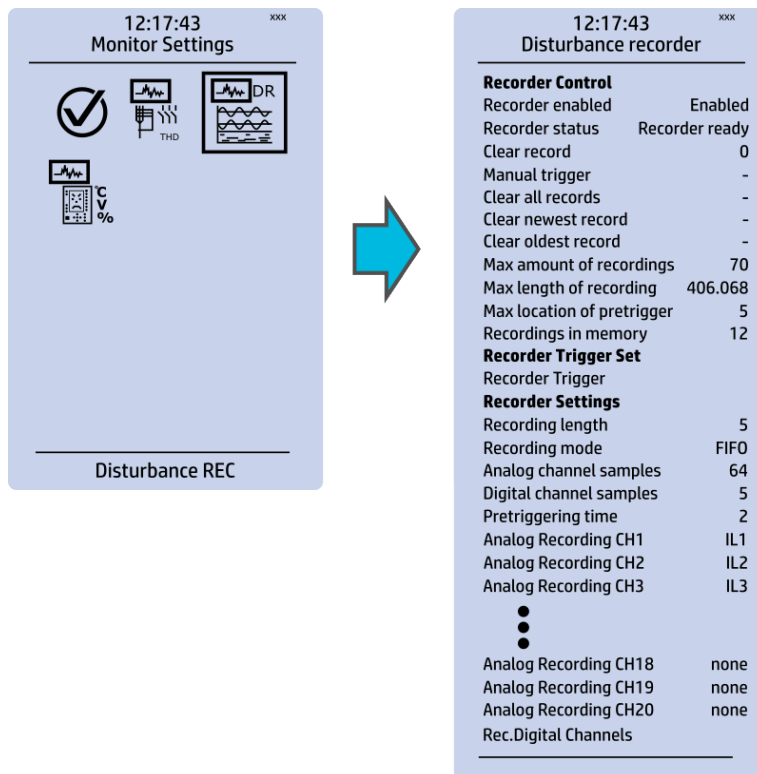 12:17:43 xxx
Monitor Settings
DR
THD
°C
V
%
Disturbance REC
12:17:43 xxx
Disturbance recorder
Recorder Control
Recorder enabled Enabled
Recorder status Recorder ready
Clear record 0
Manual trigger -
Clear all records -
Clear newest record -
Clear oldest record -
Max amount of recordings 70
Max length of recording 406.068
Max location of pretrigger 5
Recordings in memory 12
Recorder Trigger Set
Recorder Trigger
Recorder Settings
Recording length 5
Recording mode FIFO
Analog channel samples 64
Digital channel samples 5
Pretriggering time 2
Analog Recording CH1 IL1
Analog Recording CH2 IL2
Analog Recording CH3 IL3
Analog Recording CH18 none
Analog Recording CH19 none
Analog Recording CH20 none
Rec.Digital Channels